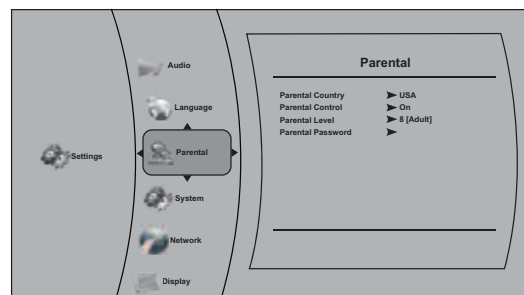 Settings
Audio
Language
Parental
System
Network
Display
Parental
Parental Country USA
Parental Control On
Parental Level 8 [Adult]
Parental Password